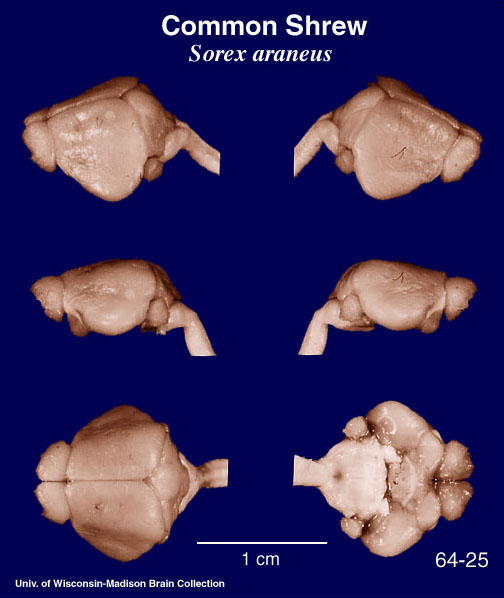 Common Shrew
Sorex araneus
1 cm
64-25
Univ. of Wisconsin-Madison Brain Collection